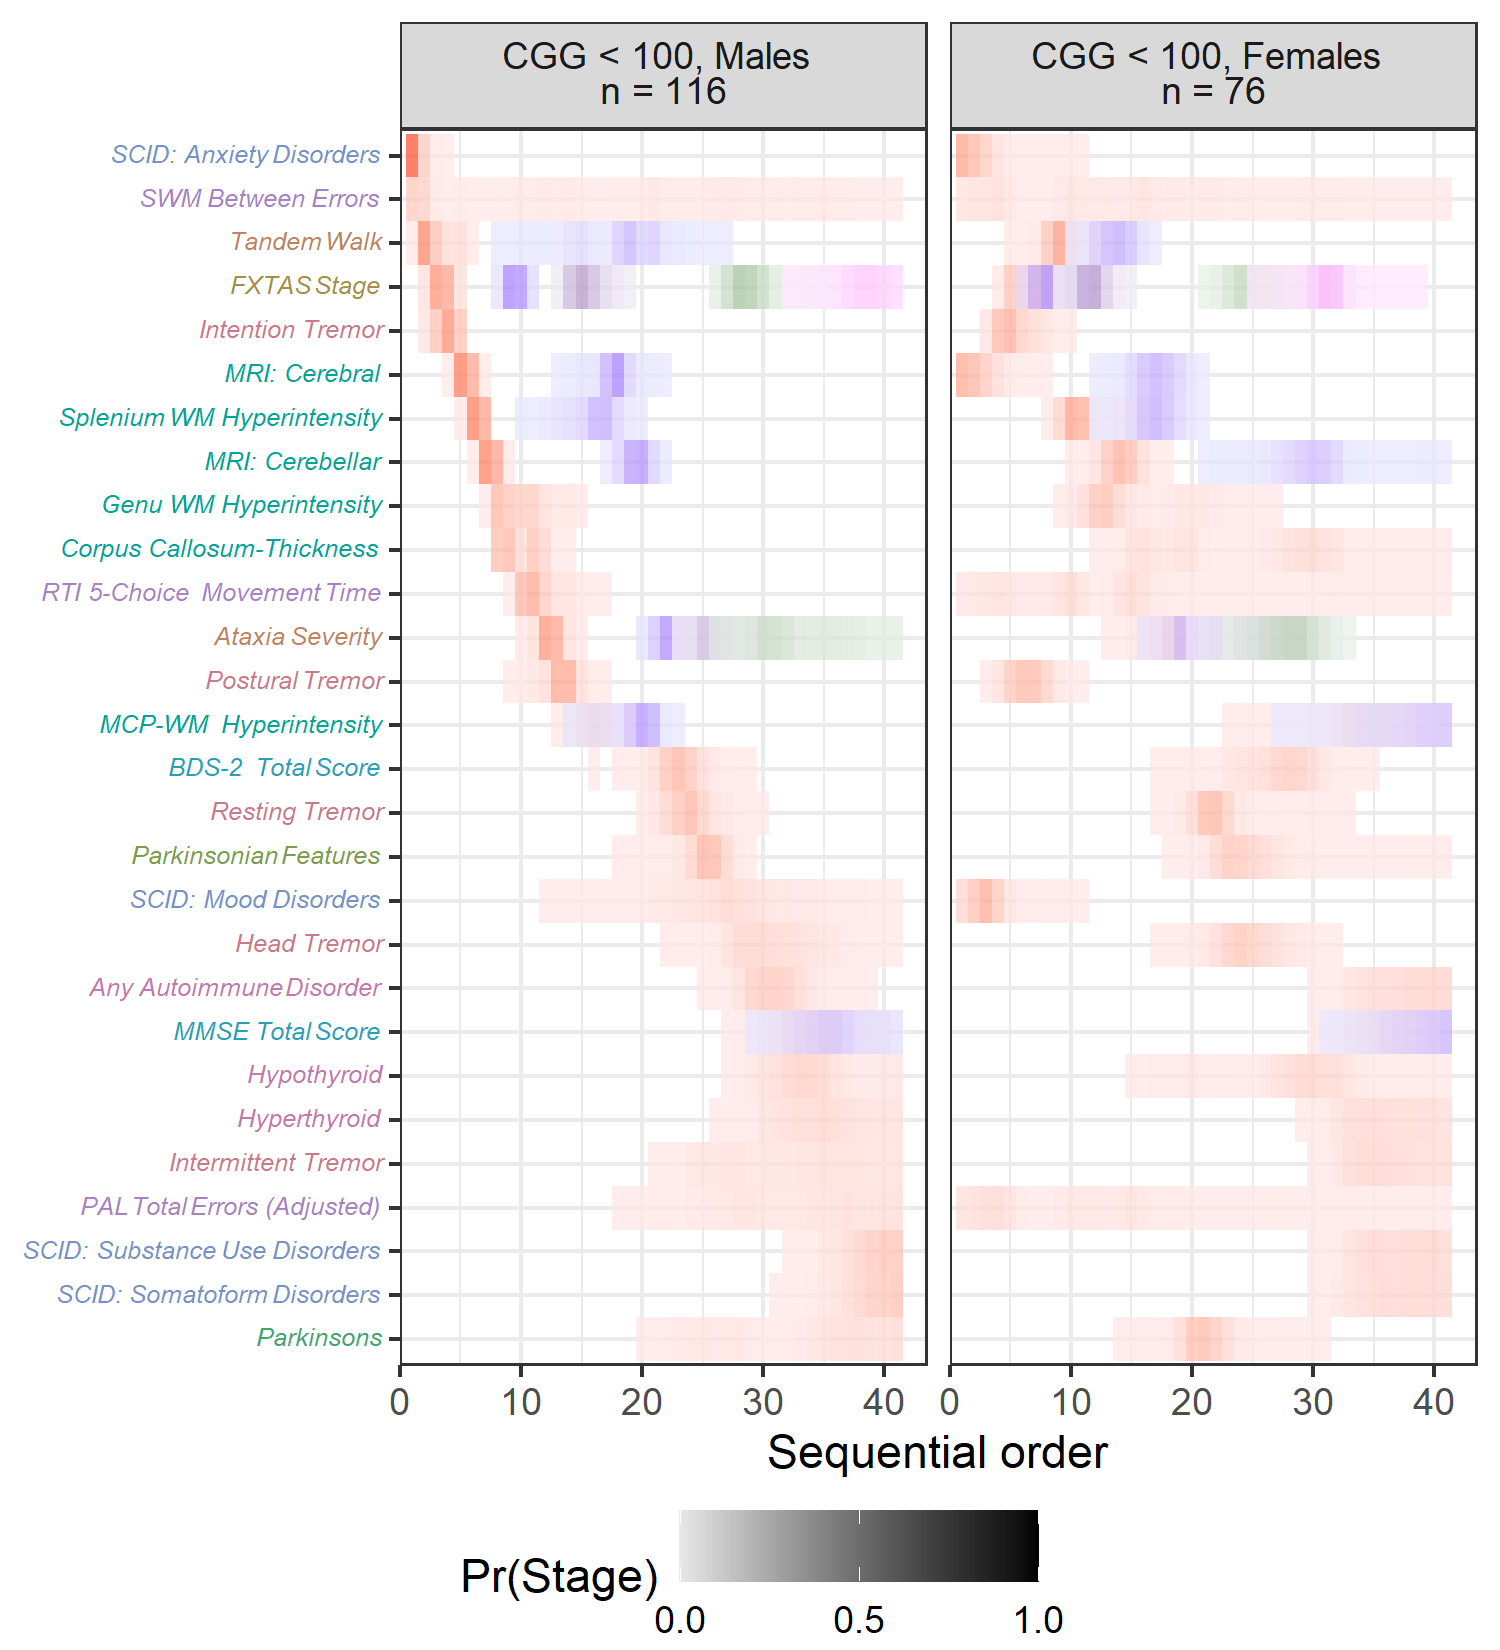 CGG < 100, Males
n = 116
CGG < 100, Females
n = 76
SCID: Anxiety Disorders
SWM Between Errors
Tandem Walk
FXTAS Stage
Intention Tremor
MRI: Cerebral
Splenium WM Hyperintensity
MRI: Cerebellar
Genu WM Hyperintensity
Corpus Callosum-Thickness
RTI 5-Choice Movement Time
Ataxia Severity
Postural Tremor
MCP-WM Hyperintensity
BDS-2 Total Score
Resting Tremor
Parkinsonian Features
SCID: Mood Disorders
Head Tremor
Any Autoimmune Disorder
MMSE Total Score
Hypothyroid
Hyperthyroid
Intermittent Tremor
PAL Total Errors (Adjusted)
SCID: Substance Use Disorders
SCID: Somatoform Disorders
Parkinsons
0 10 20 30 40 0 10 20 30 40
Sequential order
Pr(Stage)
0.0 0.5 1.0